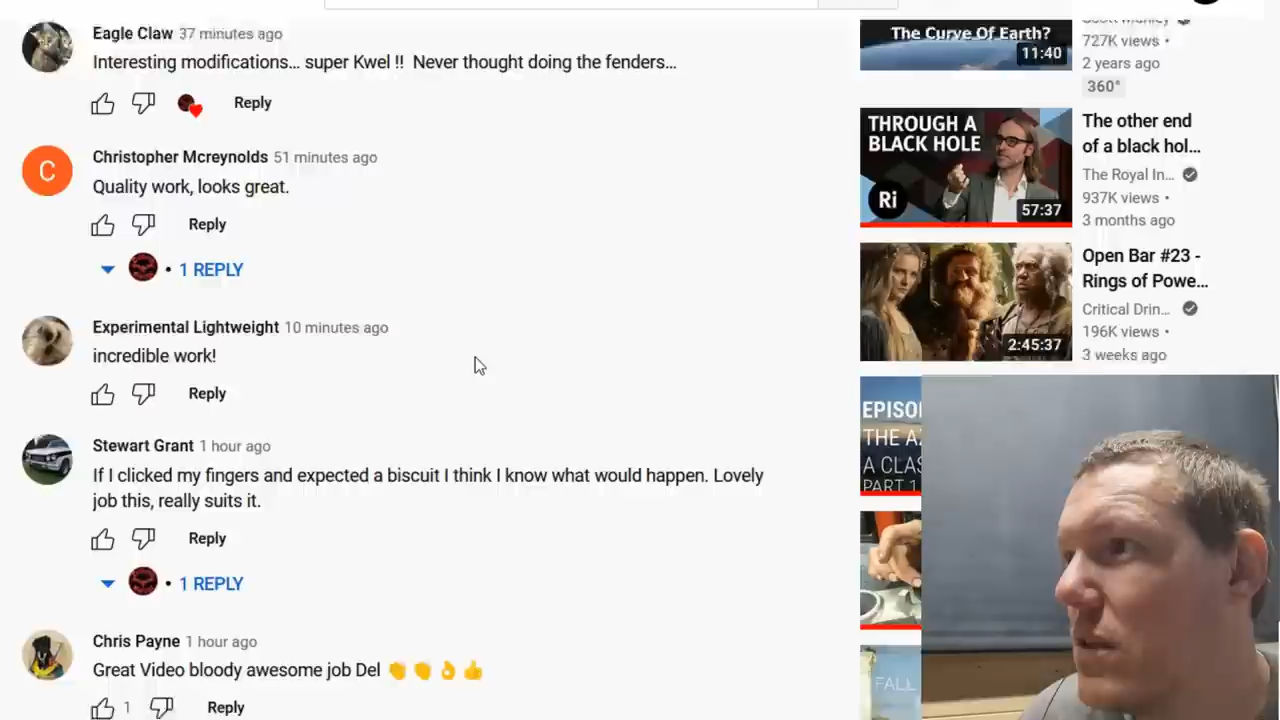 Eagle Claw 37 minutes ago
Interesting modifications... super Kwel !!  Never thought doing the fenders...
Reply
Christopher Mcreynolds 51 minutes ago
C
Quality work, looks great.
Reply
• 1 REPLY
Experimental Lightweight 10 minutes ago
incredible work!
Reply
Stewart Grant 1 hour ago
If I clicked my fingers and expected a biscuit I think I know what would happen. Lovely
job this, really suits it.
Reply
• 1 REPLY
Chris Payne 1 hour ago
Great Video bloody awesome job Del 👏 👏 👌 👍
1
Reply
The Curve Of Earth?
11:40
Scott Manley
727K views •
2 years ago
360°
THROUGH A
BLACK HOLE
Ri
57:37
The other end
of a black hol...
The Royal In...
937K views •
3 months ago
2:45:37
Open Bar #23 -
Rings of Powe...
Critical Drin...
196K views •
3 weeks ago
THE
A CLAS
PART 1
FALL